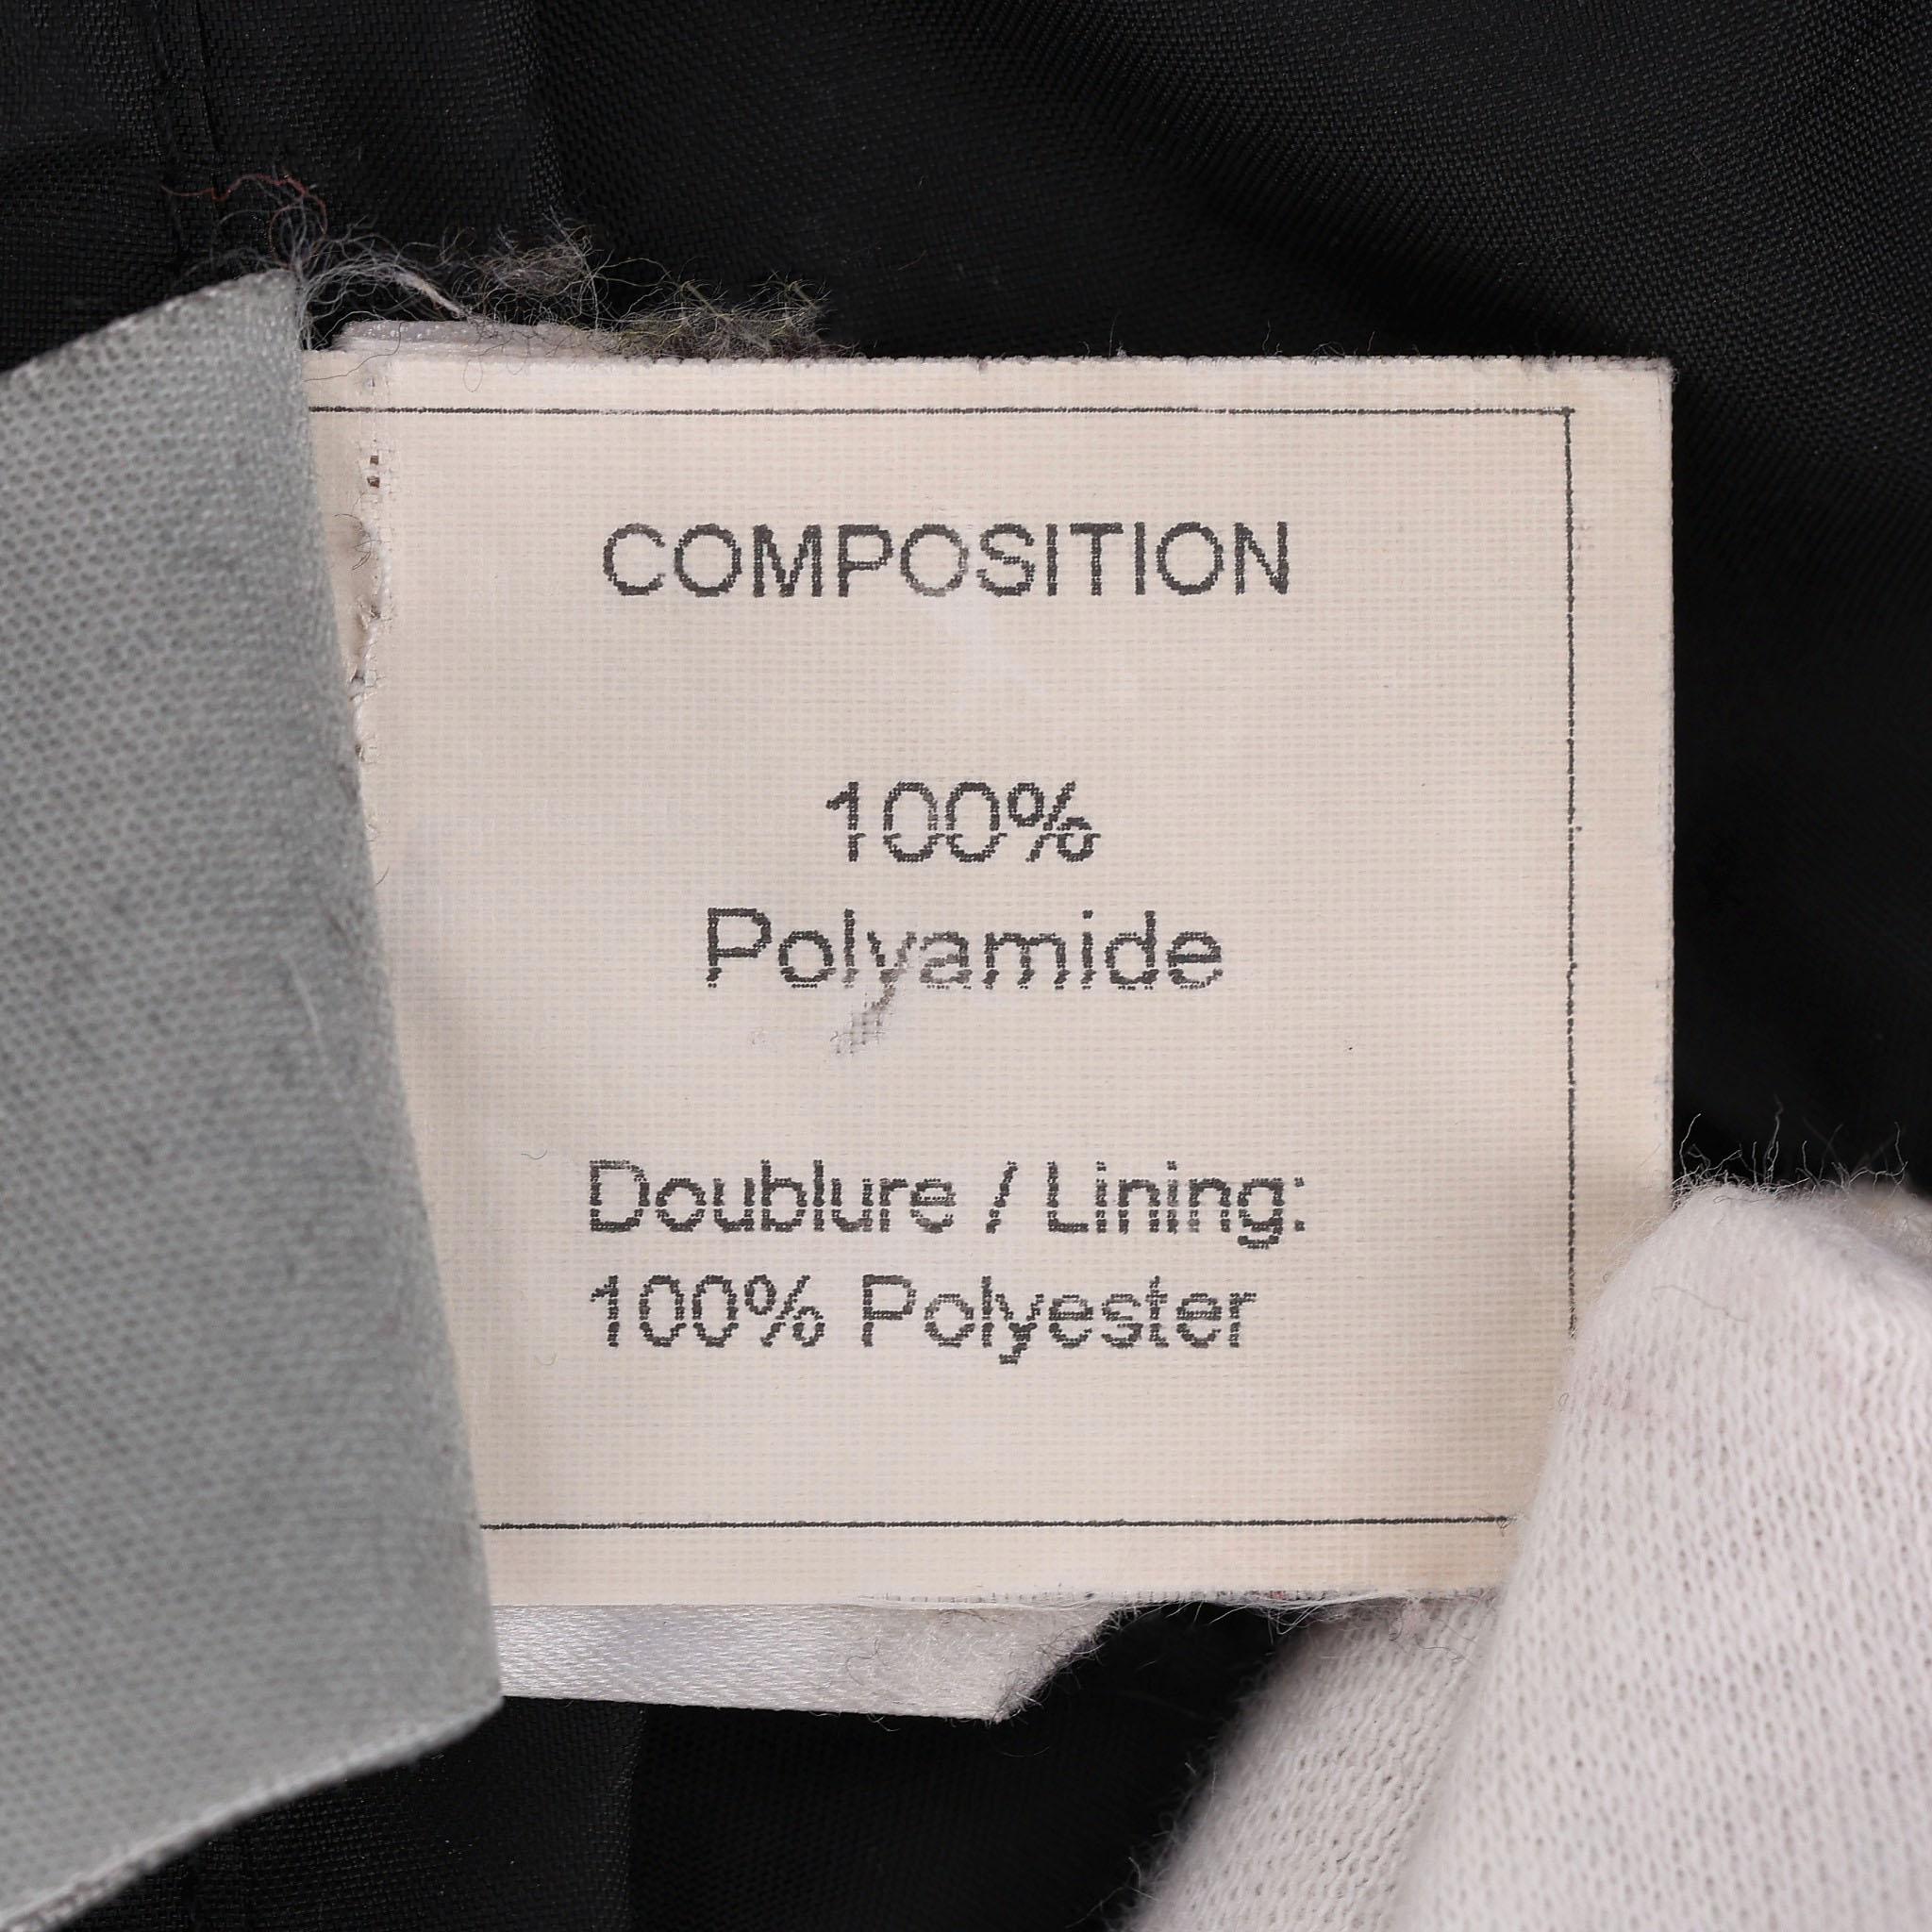 COMPOSITION
100%
Polyamide
Doublure / Lining:
100% Polyester